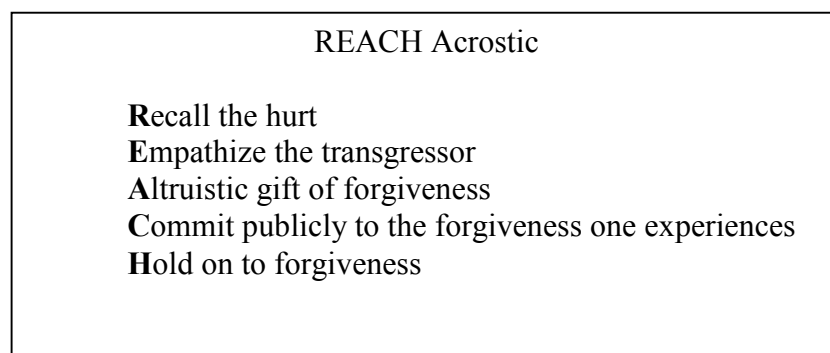 REACH Acrostic
Recall the hurt
Empathize the transgressor
Altruistic gift of forgiveness
Commit publicly to the forgiveness one experiences
Hold on to forgiveness